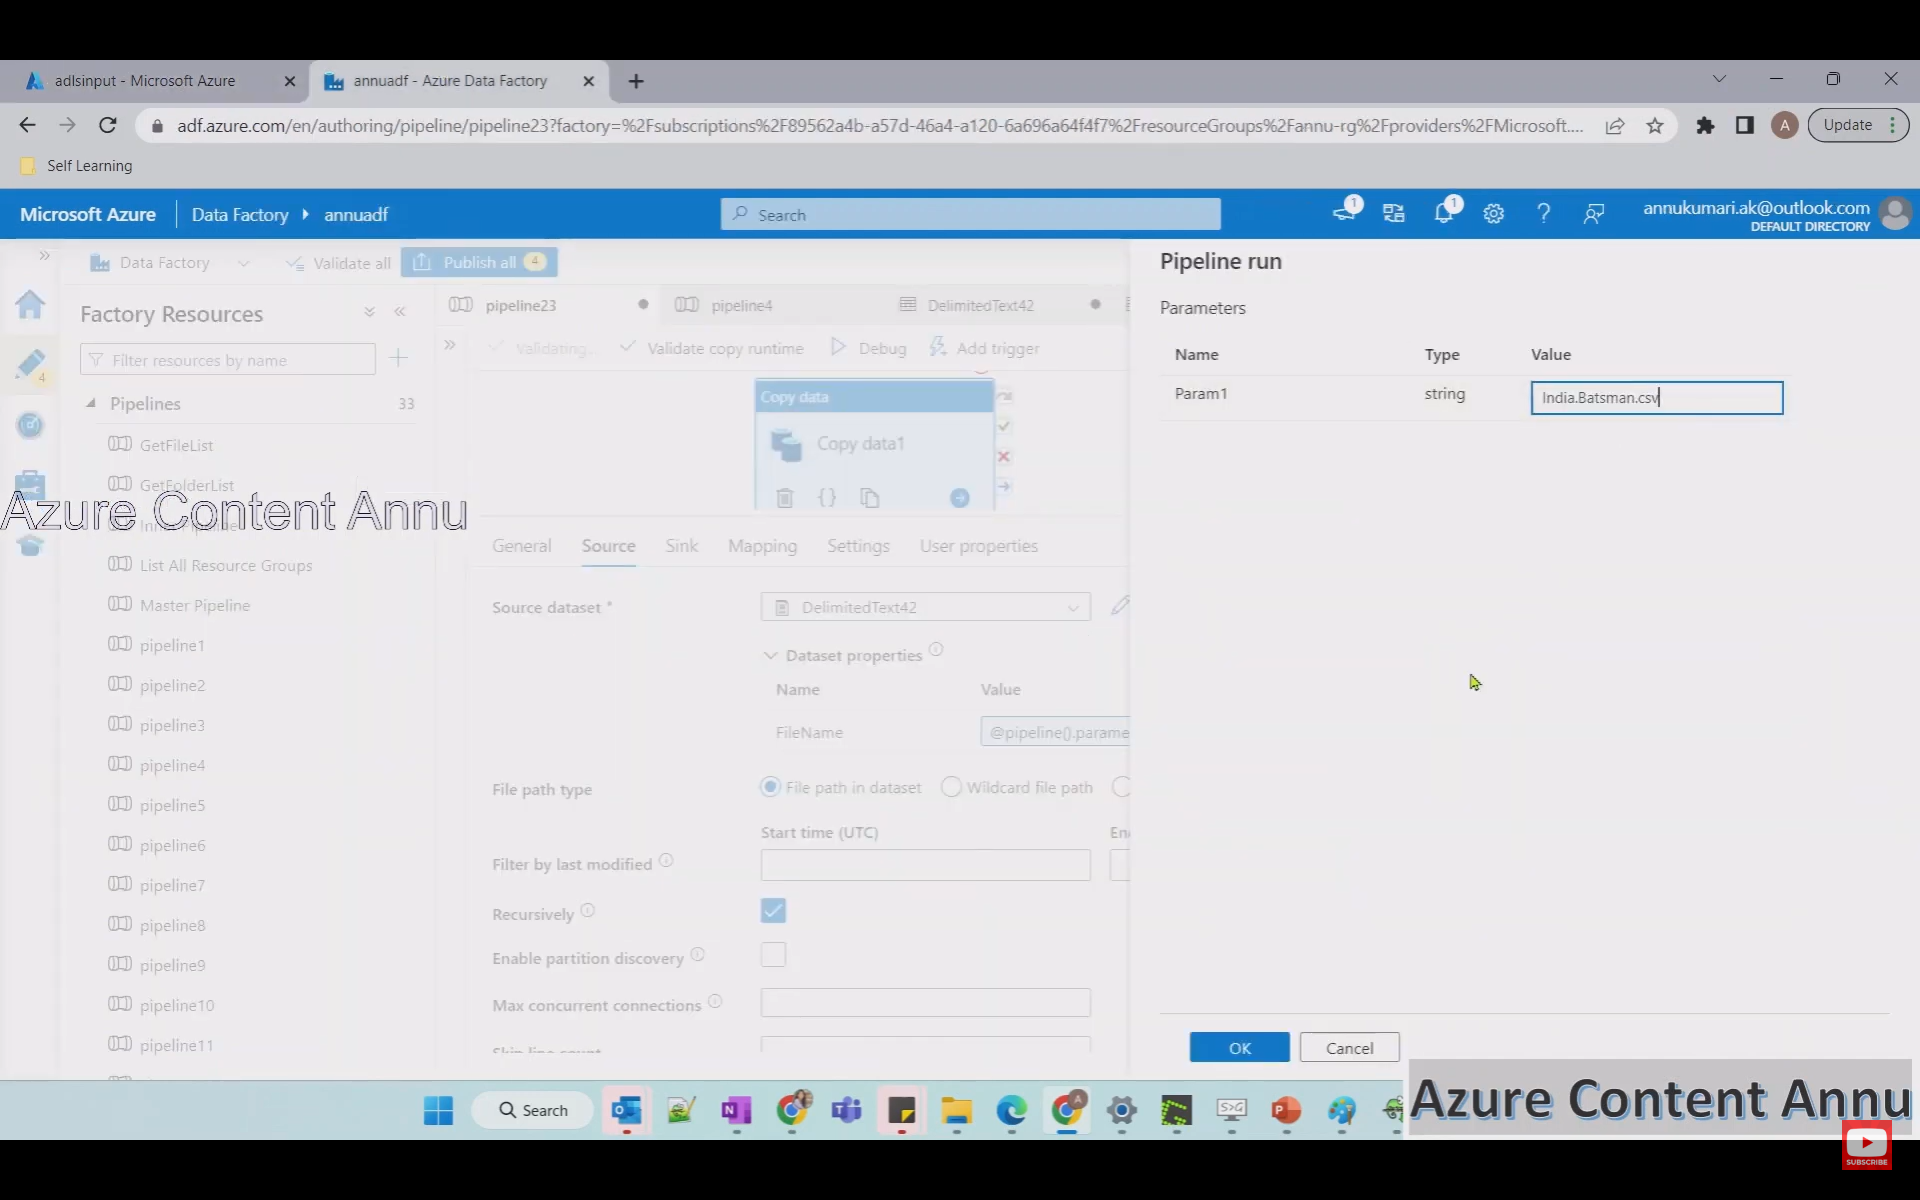 adlsinput - Microsoft Azure
annuadf - Azure Data Factory
adf.azure.com/en/authoring/pipeline/pipeline23?factory=%2Fsubscriptions%2F89562a4b-a57d-46a4-a120-6a696a64f4f7%2FresourceGroups%2Fannu-rg%2Fproviders%2FMicrosoft....
A
Update
Self Learning
Microsoft Azure
Data Factory
annuadf
Search
1
1
annukumari.ak@outlook.com
DEFAULT DIRECTORY
Data Factory
Validate all
Publish all 4
Factory Resources
Filter resources by name
4
Pipelines 33
GetFileList
GetFolderList
Azure Content Annu
List All Resource Groups
Master Pipeline
pipeline1
pipeline2
pipeline3
pipeline4
pipeline5
pipeline6
pipeline7
pipeline8
pipeline9
pipeline10
pipeline11
pipeline23
pipeline4
DelimitedText42
Validating...
Validate copy runtime
Debug
Add trigger
Copy data
Copy data1
General
Source
Sink
Mapping
Settings
User properties
Source dataset *
DelimitedText42
Dataset properties
Name Value
FileName @pipeline().parame
File path type
File path in dataset
Wildcard file path
Start time (UTC)
Filter by last modified
Recursively
Enable partition discovery
Max concurrent connections
Skip line count
Pipeline run
Parameters
Name Type Value
Param1 string India.Batsman.csv
OK
Cancel
Search
Azure Content Annu
SUBSCRIBE